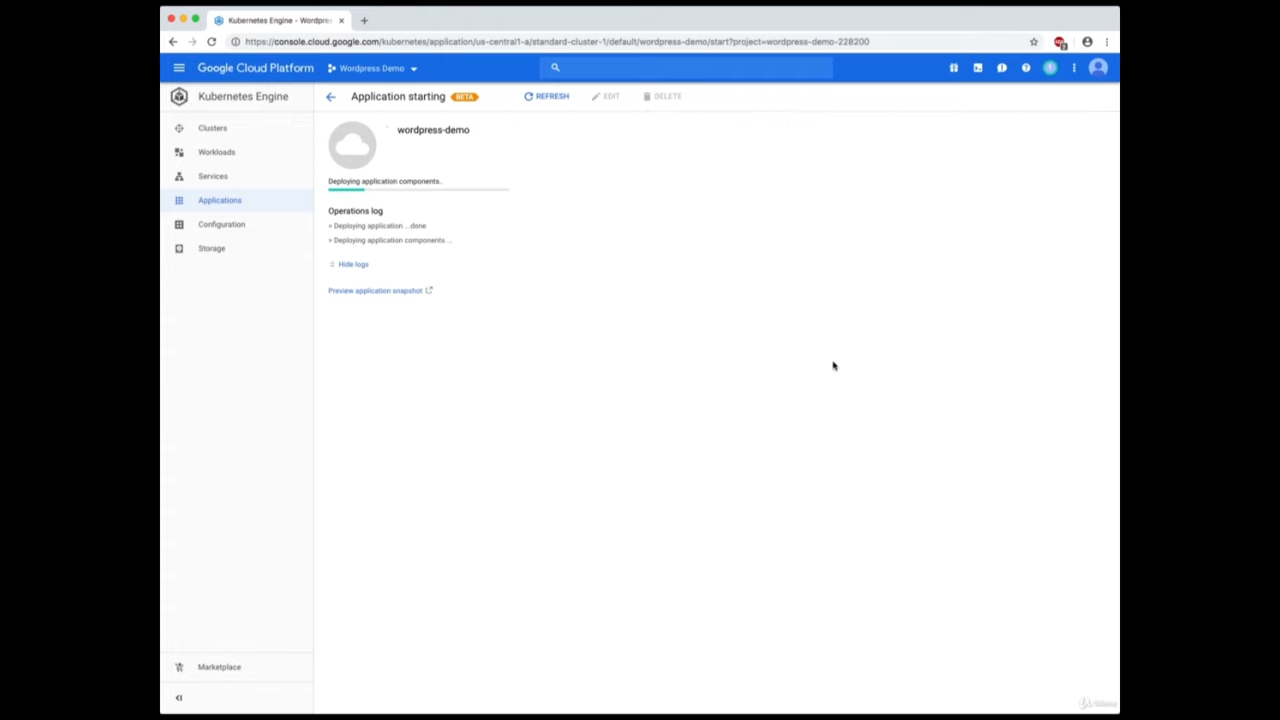 Kubernetes Engine - Wordpres
https://console.cloud.google.com/kubernetes/application/us-central1-a/standard-cluster-1/default/wordpress-demo/start?project=wordpress-demo-228200
Google Cloud Platform
Wordpress Demo
Kubernetes Engine
Application starting
BETA
REFRESH
EDIT
DELETE
Clusters
Workloads
Services
Applications
Configuration
Storage
wordpress-demo
Deploying application components..
Operations log
> Deploying application ...done
> Deploying application components ...
Hide logs
Preview application snapshot
Marketplace